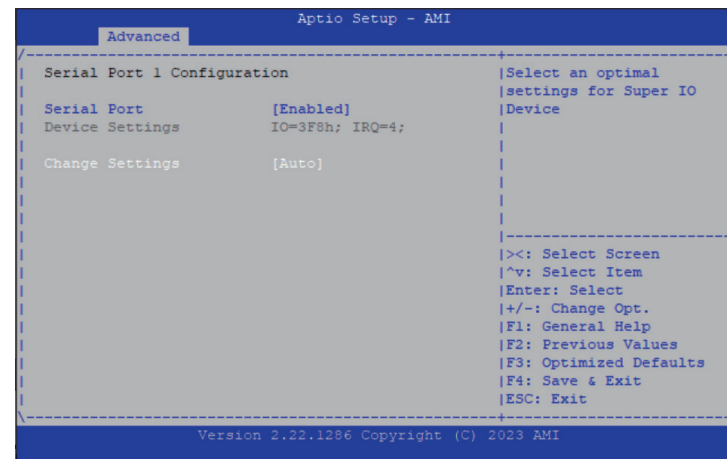 Aptio Setup - AMI
Advanced
Serial Port 1 Configuration
Serial Port [Enabled]
Device Settings IO=3F8h; IRQ=4;
Change Settings [Auto]
Select an optimal
settings for Super IO
Device
><: Select Screen
^v: Select Item
Enter: Select
+/-: Change Opt.
F1: General Help
F2: Previous Values
F3: Optimized Defaults
F4: Save & Exit
ESC: Exit
Version 2.22.1286 Copyright (C) 2023 AMI